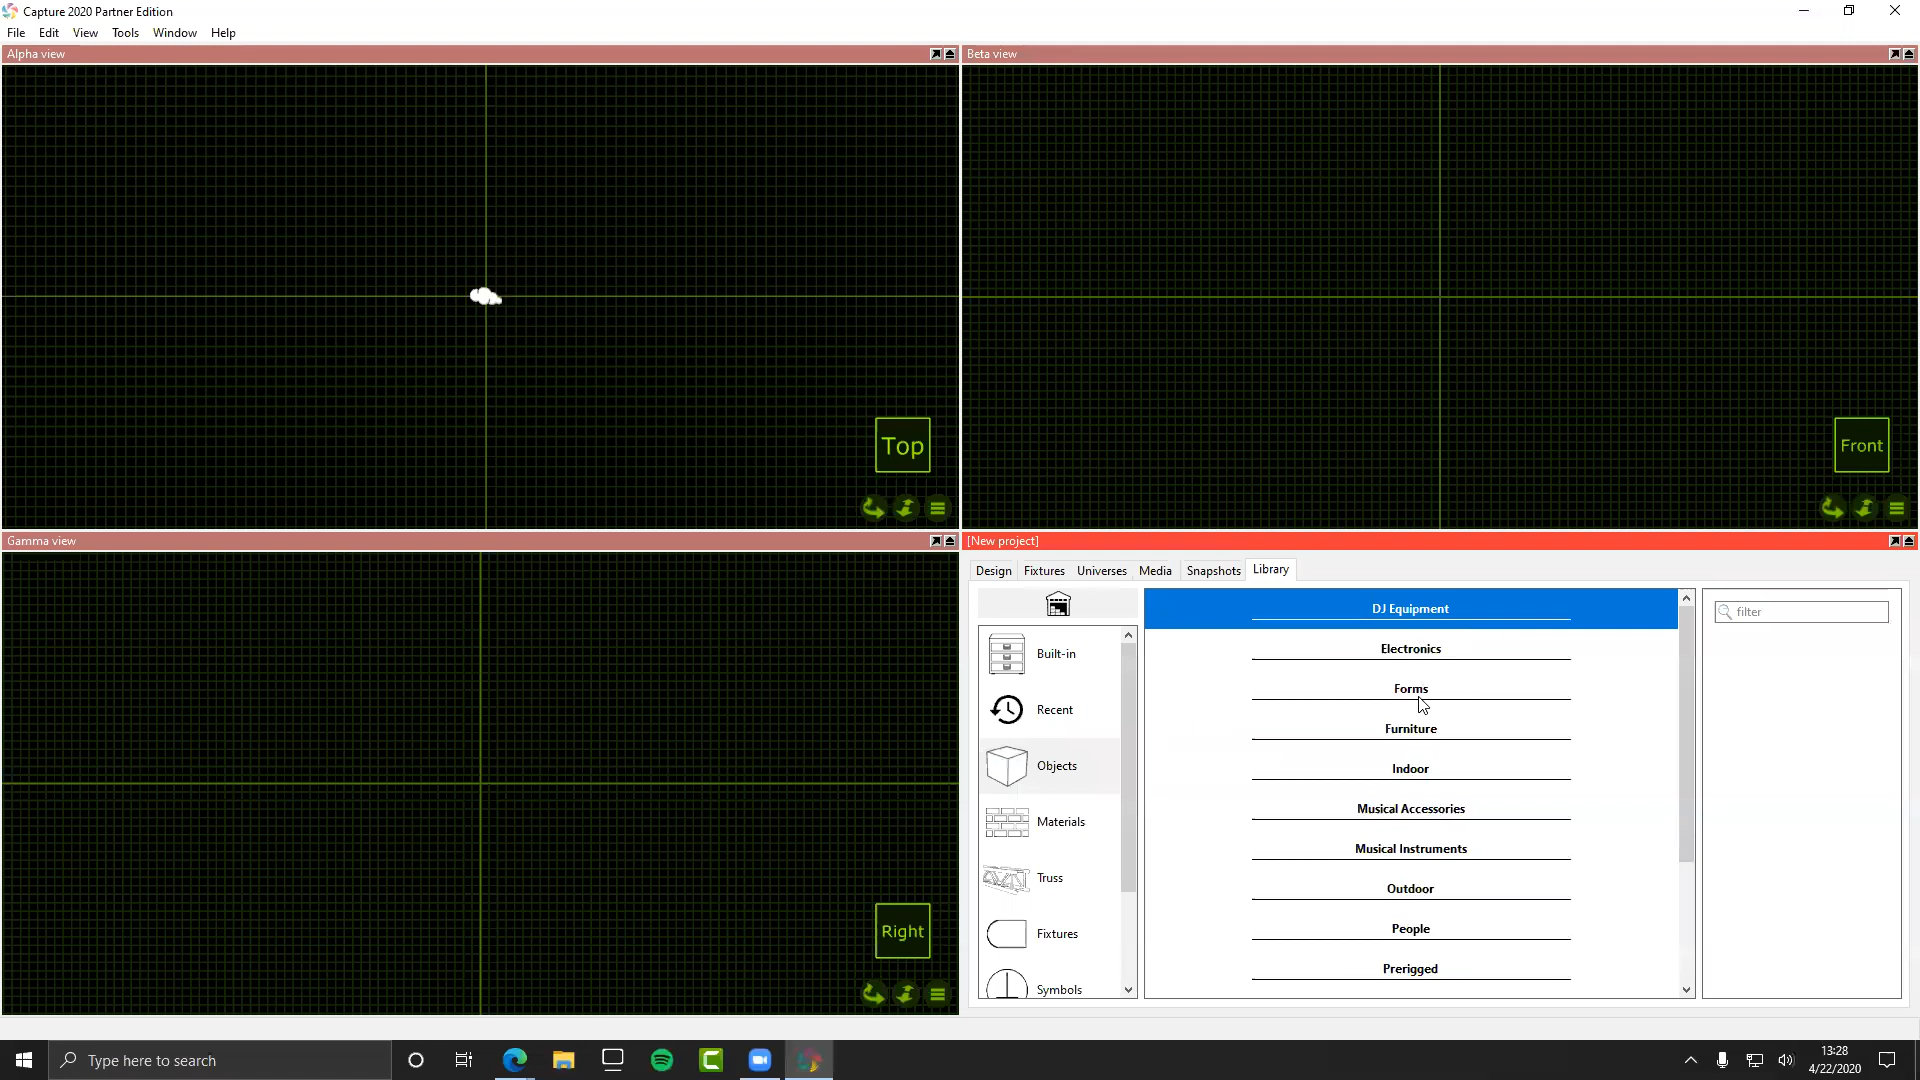 Capture 2020 Partner Edition
File Edit View Tools Window Help
Alpha view
Beta view
Top
Front
Gamma view
[New project]
Design Fixtures Universes Media Snapshots Library
filter
Built-in
Recent
Objects
Materials
Truss
Fixtures
Symbols
DJ Equipment
Electronics
Forms
Furniture
Indoor
Musical Accessories
Musical Instruments
Outdoor
People
Prerigged
Right
Type here to search
13:28
4/22/2020